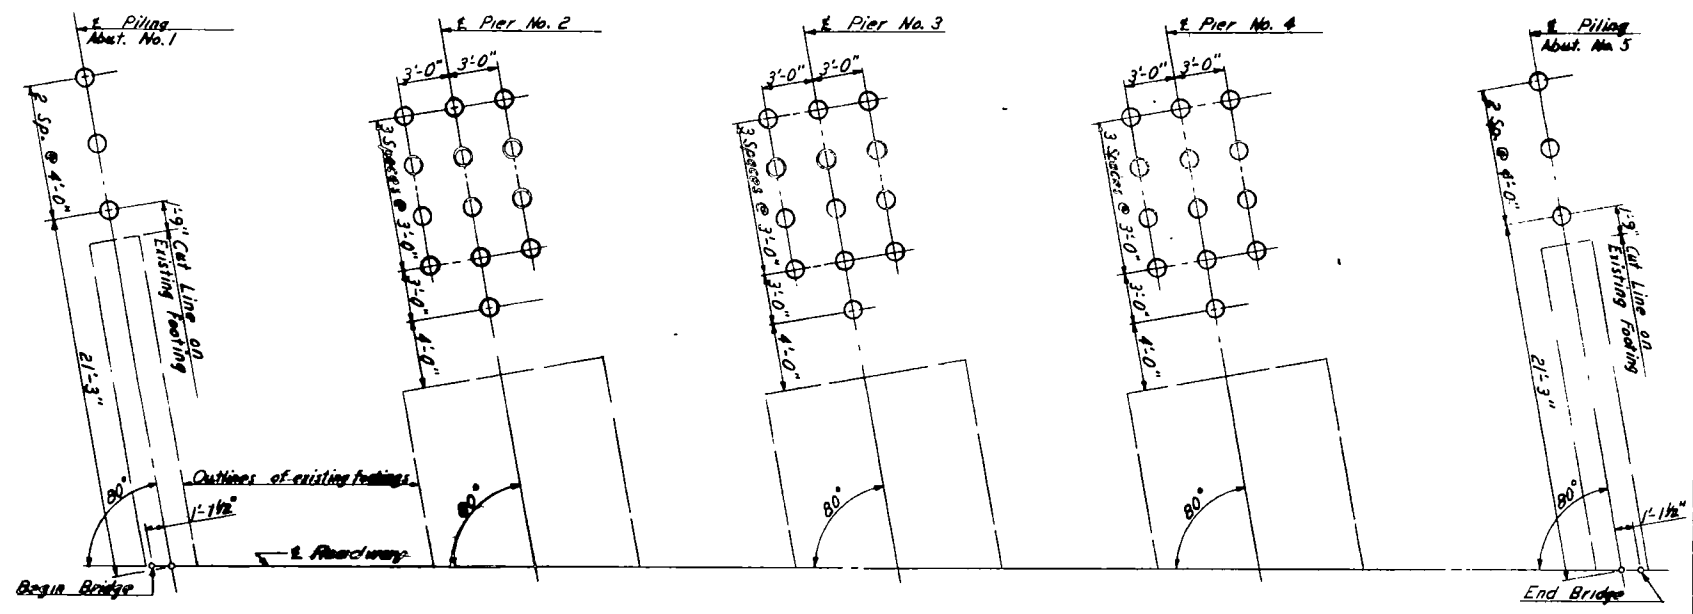 ℄ Piling
Abut. No. 1
℄ Pier No. 2
℄ Pier No. 3
℄ Pier No. 4
℄ Piling
Abut. No. 5
3'-0" 3'-0"
3'-0" 3'-0"
3'-0" 3'-0"
2 Sp. @ 4'-0"
3 Spaces @ 3'-0"
3 Spaces @ 3'-0"
3 Spaces @ 3'-0"
2 Sp. @ 4'-0"
1'-9" Cut Line on
Existing Footing
1'-9" Cut Line on
Existing Footing
3'-0"
3'-0"
3'-0"
4'-0"
4'-0"
4'-0"
21'-3"
21'-3"
Outlines of existing footings
80°
80°
80°
80°
80°
1'-1½"
1'-1½"
℄ Roadway
Begin Bridge
End Bridge